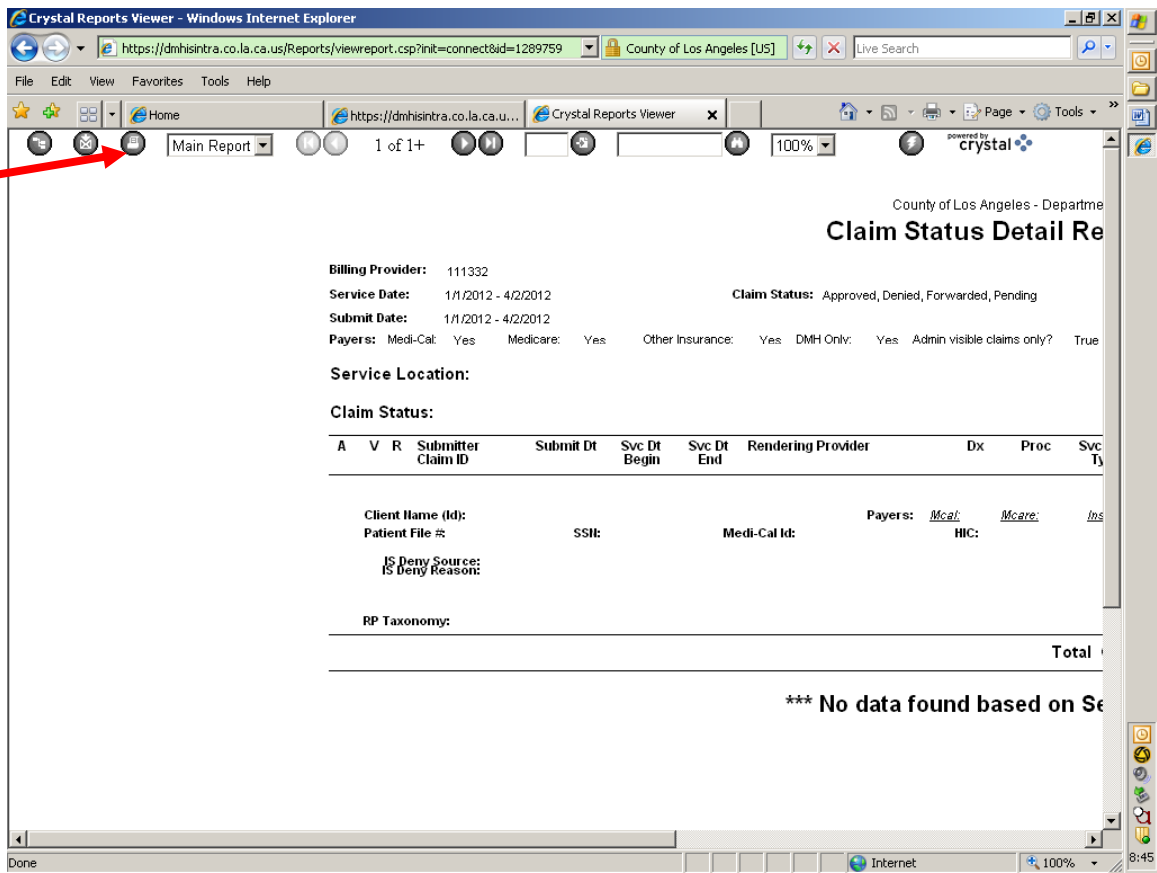 Crystal Reports Viewer - Windows Internet Explorer
https://dmhisintra.co.la.ca.us/Reports/viewreport.csp?init=connect&id=1289759 County of Los Angeles [US] Live Search
File Edit View Favorites Tools Help
Home https://dmhisintra.co.la.ca.u... Crystal Reports Viewer Page Tools
Main Report 1 of 1+ 100% powered by crystal
County of Los Angeles - Departme
Claim Status Detail Re
Billing Provider: 111332
Service Date: 1/1/2012 - 4/2/2012 Claim Status: Approved, Denied, Forwarded, Pending
Submit Date: 1/1/2012 - 4/2/2012
Payers: Medi-Cal: Yes Medicare: Yes Other Insurance: Yes DMH Only: Yes Admin visible claims only? True
Service Location:
Claim Status:
A V R Submitter Submit Dt Svc Dt Svc Dt Rendering Provider Dx Proc Svc
Claim ID Begin End Ty
Client Name (Id): Payers: Mcal: Mcare: Ins
Patient File #: SSN: Medi-Cal Id: HIC:
IS Deny Source:
IS Deny Reason:
RP Taxonomy:
Total
*** No data found based on Se
Done Internet 100% 8:45